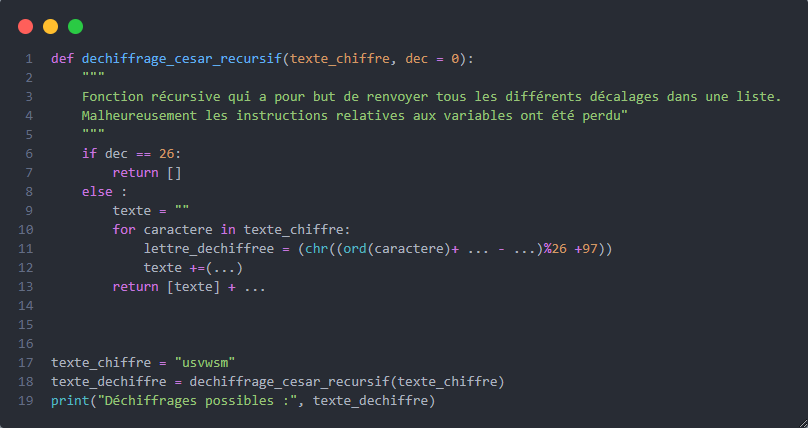 1 def dechiffrage_cesar_recursif(texte_chiffre, dec = 0):
2 """
3 Fonction récursive qui a pour but de renvoyer tous les différents décalages dans une liste.
4 Malheureusement les instructions relatives aux variables ont été perdu"
5 """
6 if dec == 26:
7 return []
8 else :
9 texte = ""
10 for caractere in texte_chiffre:
11 lettre_dechiffree = (chr((ord(caractere)+ ... - ...)%26 +97))
12 texte +=(...)
13 return [texte] + ...
14
15
16
17 texte_chiffre = "usvwsm"
18 texte_dechiffre = dechiffrage_cesar_recursif(texte_chiffre)
19 print("Déchiffrages possibles :", texte_dechiffre)